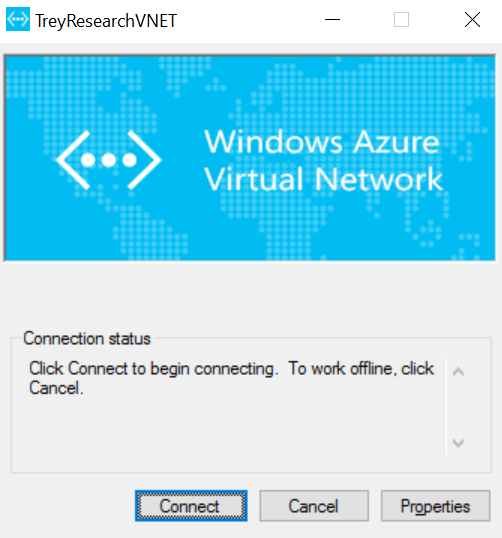 TreyResearchVNET
Windows Azure
Virtual Network
Connection status
Click Connect to begin connecting.  To work offline, click
Cancel.
Connect
Cancel
Properties